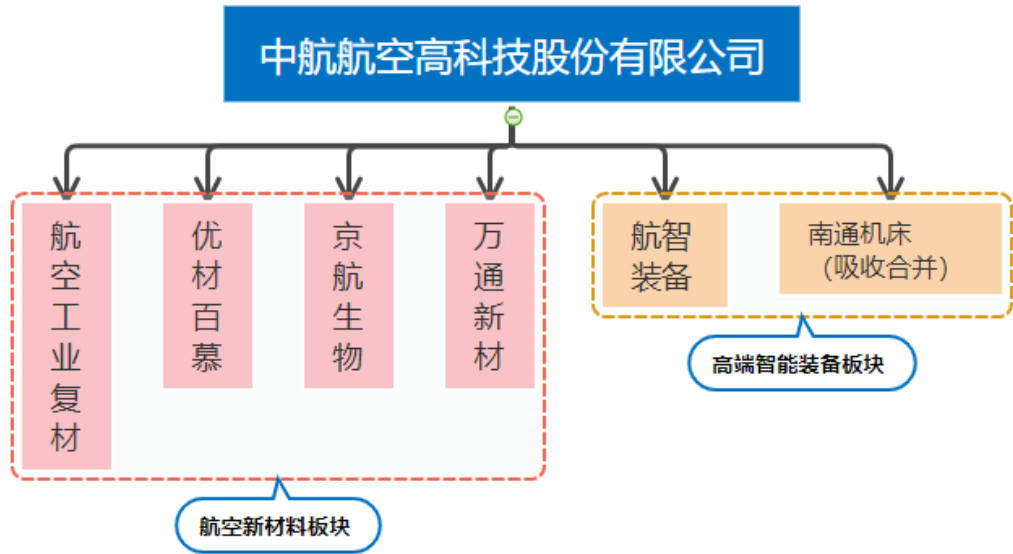 中航航空高科技股份有限公司
航空工业复材
优材百慕
京航生物
万通新材
航智
装备
南通机床
（吸收合并）
高端智能装备板块
航空新材料板块